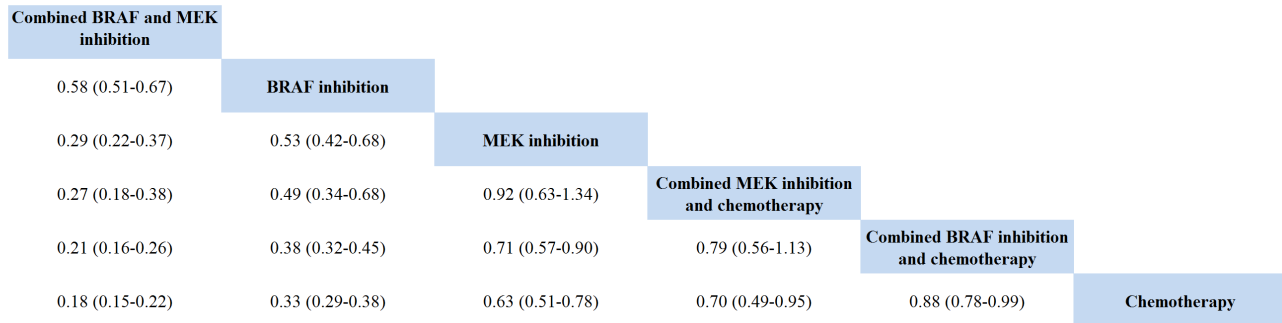 Combined BRAF and MEK
inhibition
0.58 (0.51-0.67) BRAF inhibition
0.29 (0.22-0.37) 0.53 (0.42-0.68) MEK inhibition
0.27 (0.18-0.38) 0.49 (0.34-0.68) 0.92 (0.63-1.34) Combined MEK inhibition
and chemotherapy
0.21 (0.16-0.26) 0.38 (0.32-0.45) 0.71 (0.57-0.90) 0.79 (0.56-1.13) Combined BRAF inhibition
and chemotherapy
0.18 (0.15-0.22) 0.33 (0.29-0.38) 0.63 (0.51-0.78) 0.70 (0.49-0.95) 0.88 (0.78-0.99) Chemotherapy